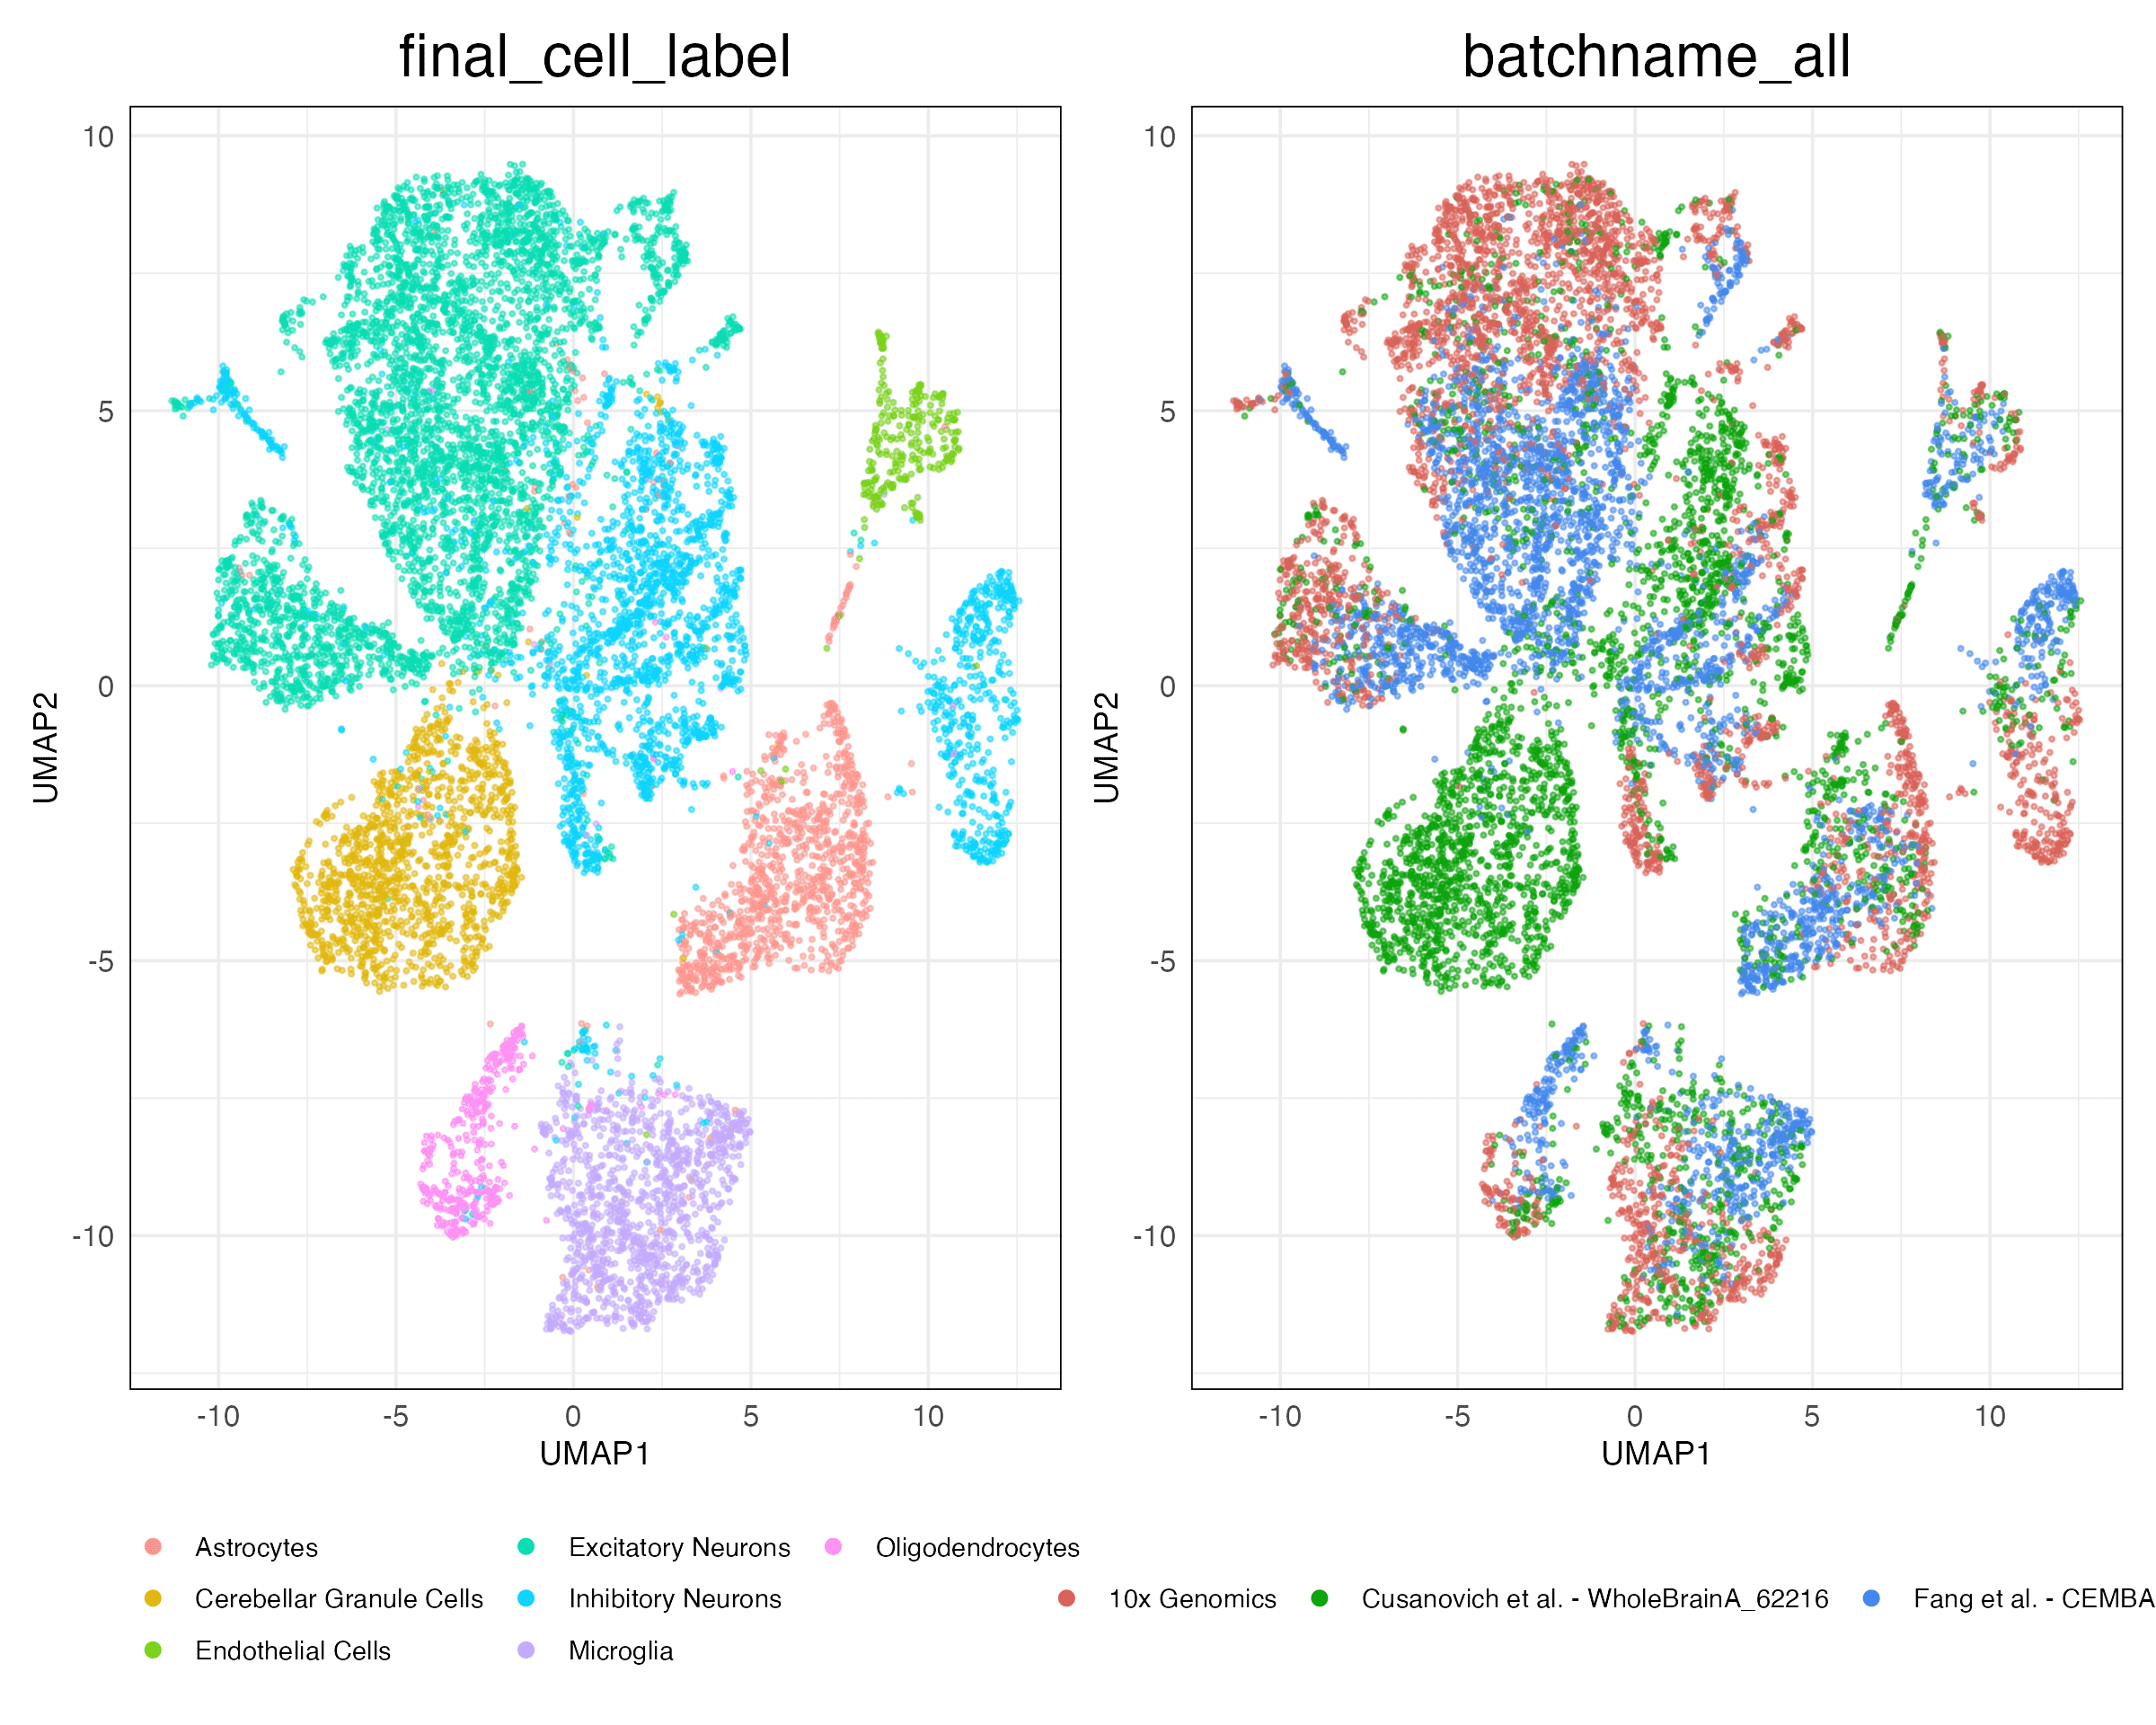 final_cell_label
batchname_all
10
5
0
-5
-10
UMAP2
-10 -5 0 5 10
UMAP1
10
5
0
-5
-10
UMAP2
-10 -5 0 5 10
UMAP1
Astrocytes Excitatory Neurons Oligodendrocytes
Cerebellar Granule Cells Inhibitory Neurons
Endothelial Cells Microglia
10x Genomics Cusanovich et al. - WholeBrainA_62216 Fang et al. - CEMBA